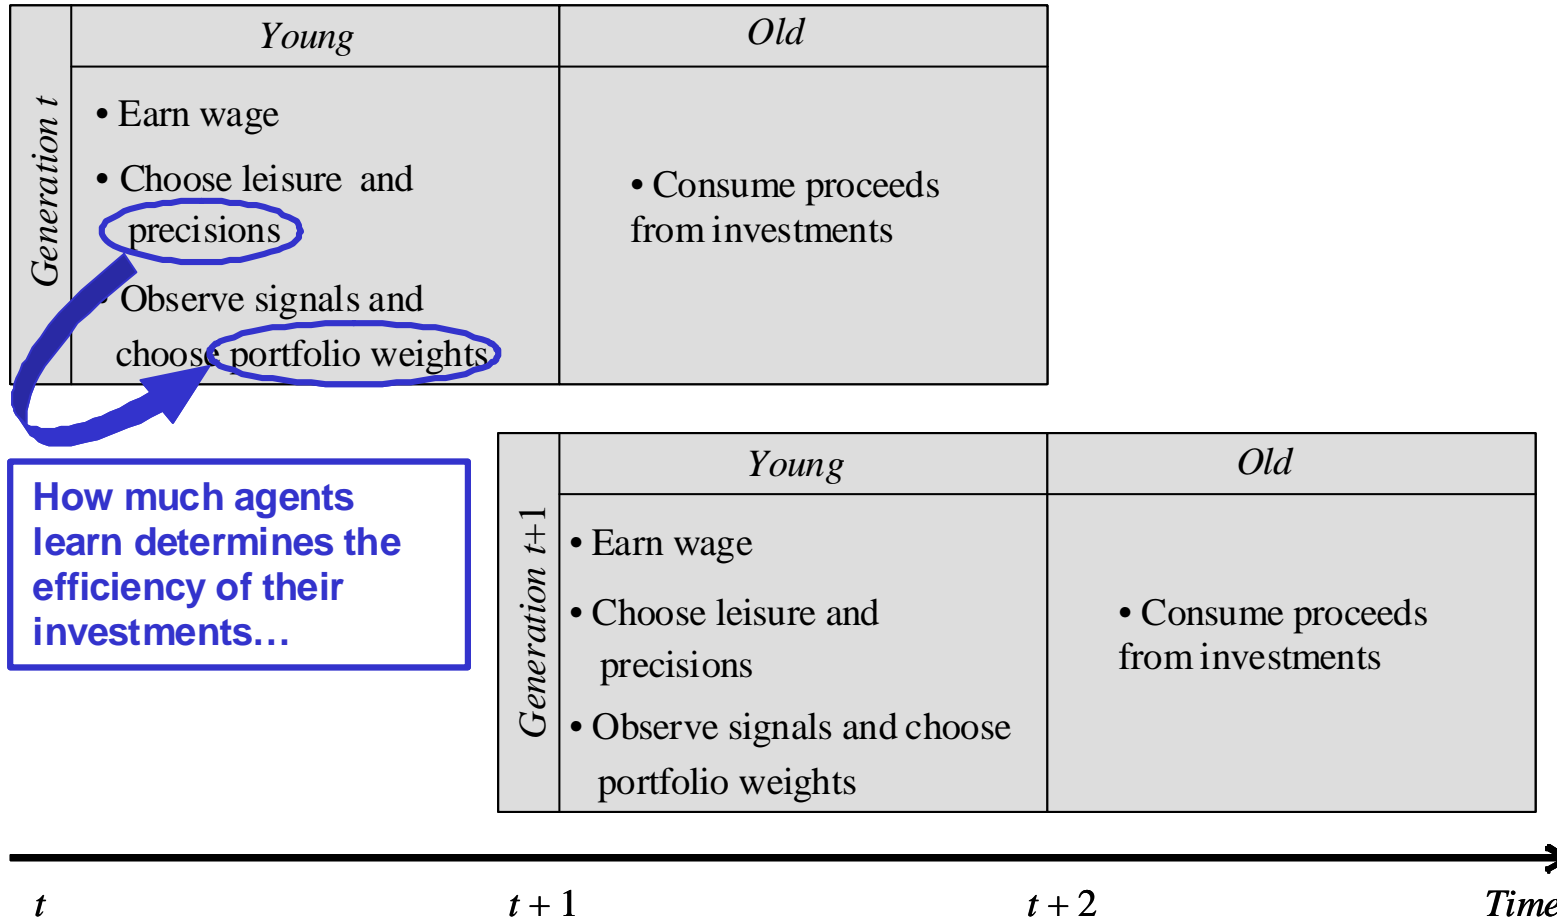 Young
Old
Generation t
• Earn wage
• Choose leisure and
precisions
• Observe signals and
choose portfolio weights
• Consume proceeds
from investments
How much agents
learn determines the
efficiency of their
investments…
Young
Old
Generation t+1
• Earn wage
• Choose leisure and
precisions
• Observe signals and choose
portfolio weights
• Consume proceeds
from investments
t
t + 1
t + 2
Time